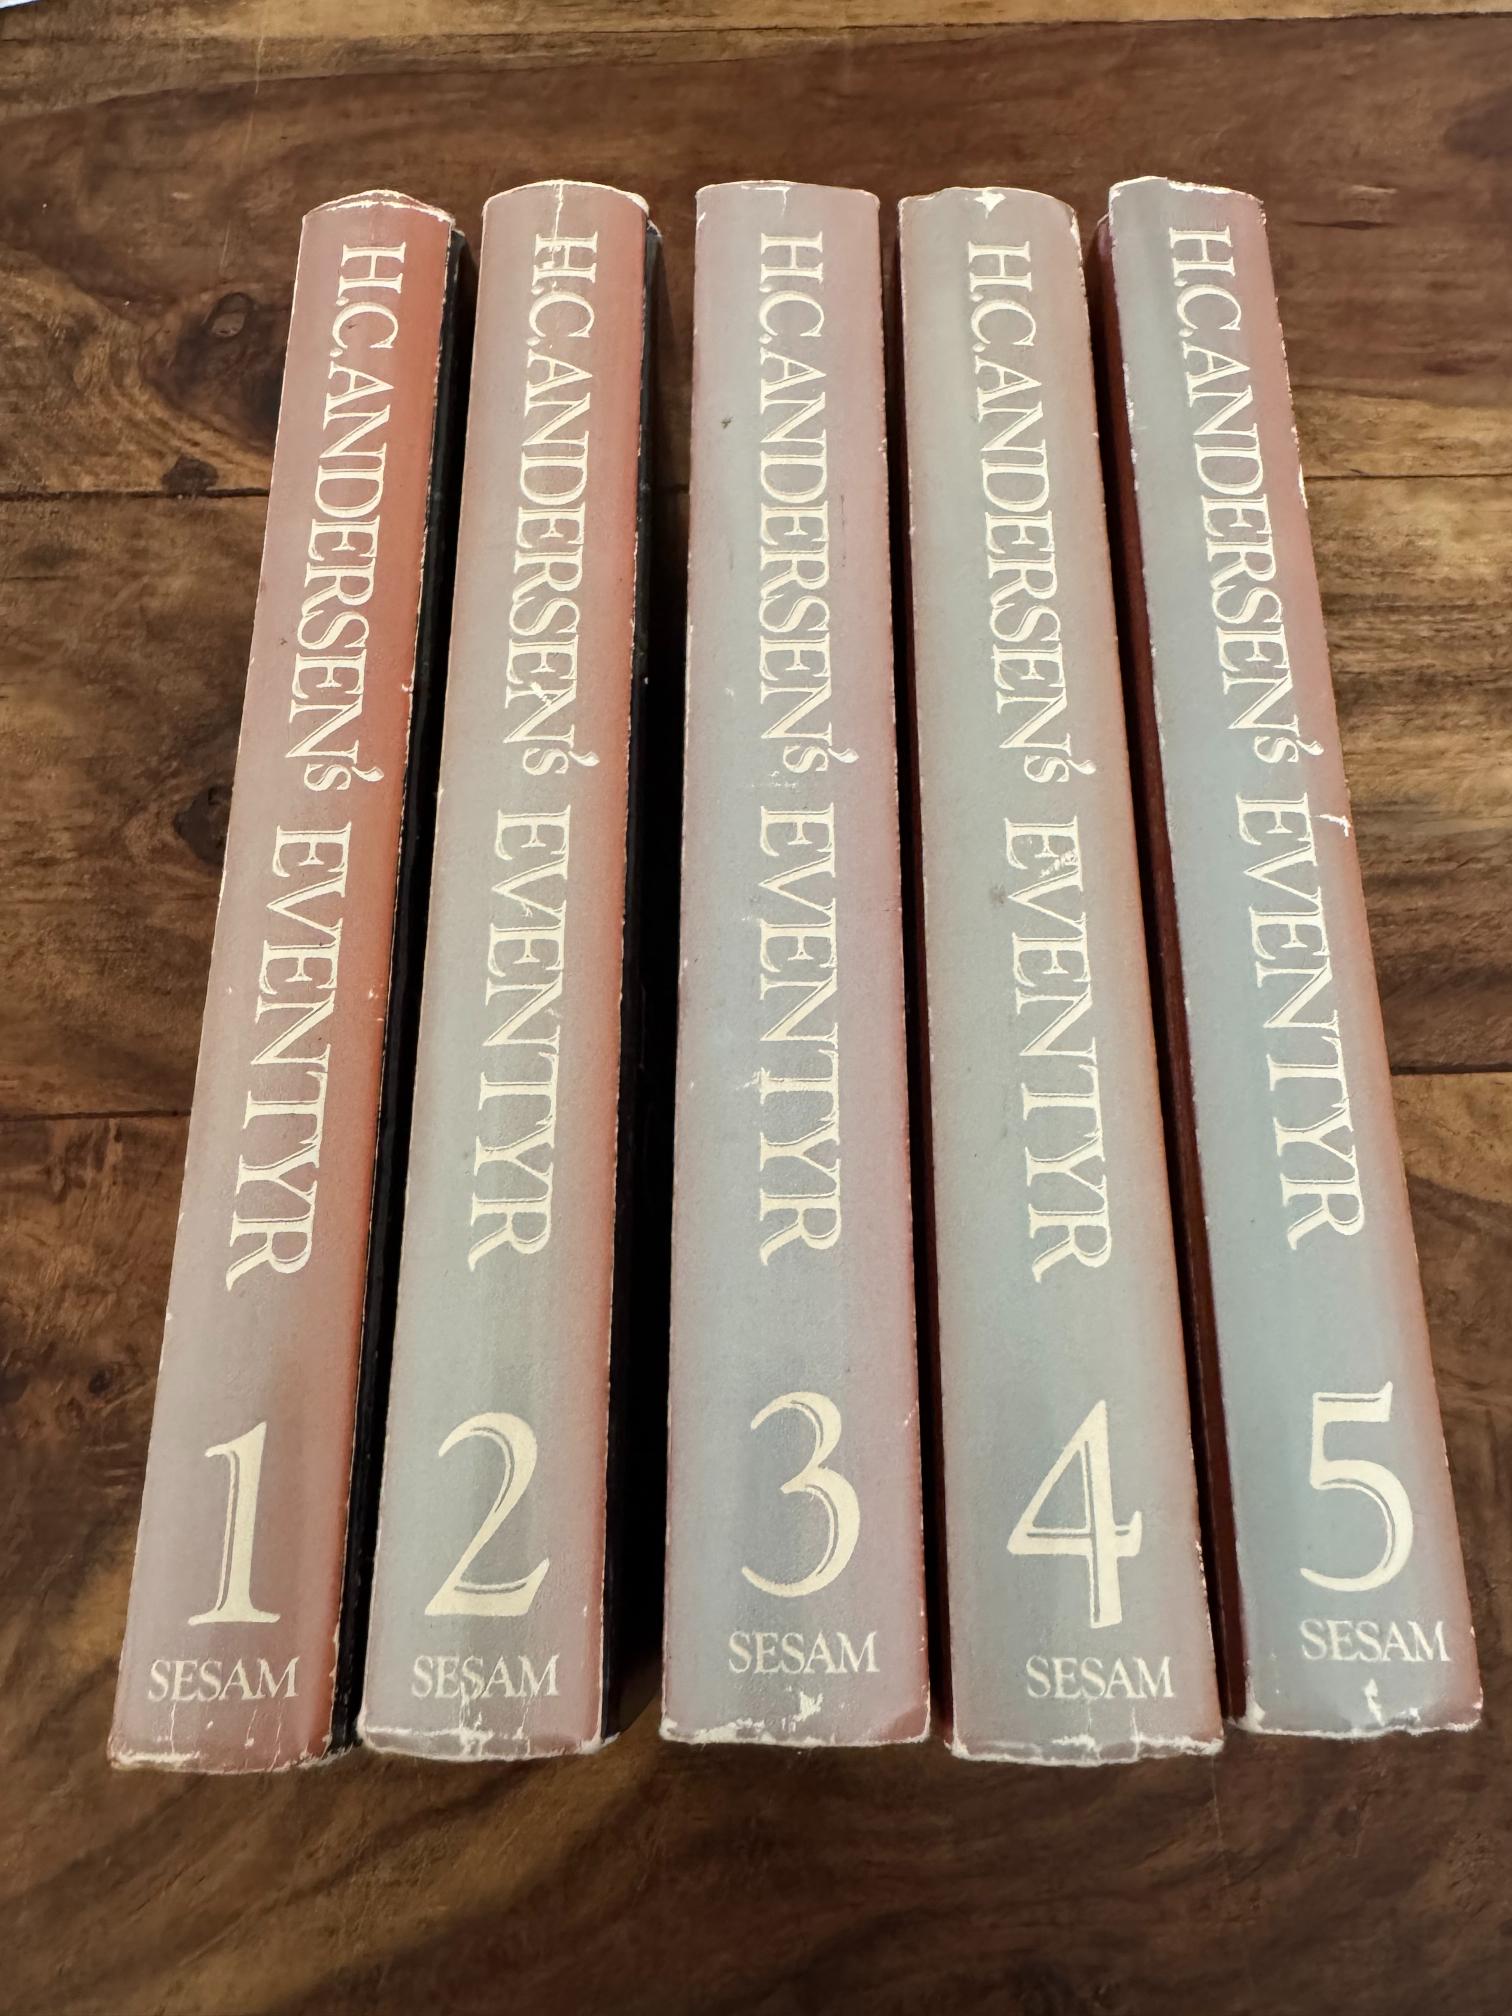 H.C. ANDERSEN's EVENTYR
1
SESAM
H.C. ANDERSEN's EVENTYR
2
SESAM
H.C. ANDERSEN's EVENTYR
3
SESAM
H.C. ANDERSEN's EVENTYR
4
SESAM
H.C. ANDERSEN's EVENTYR
5
SESAM